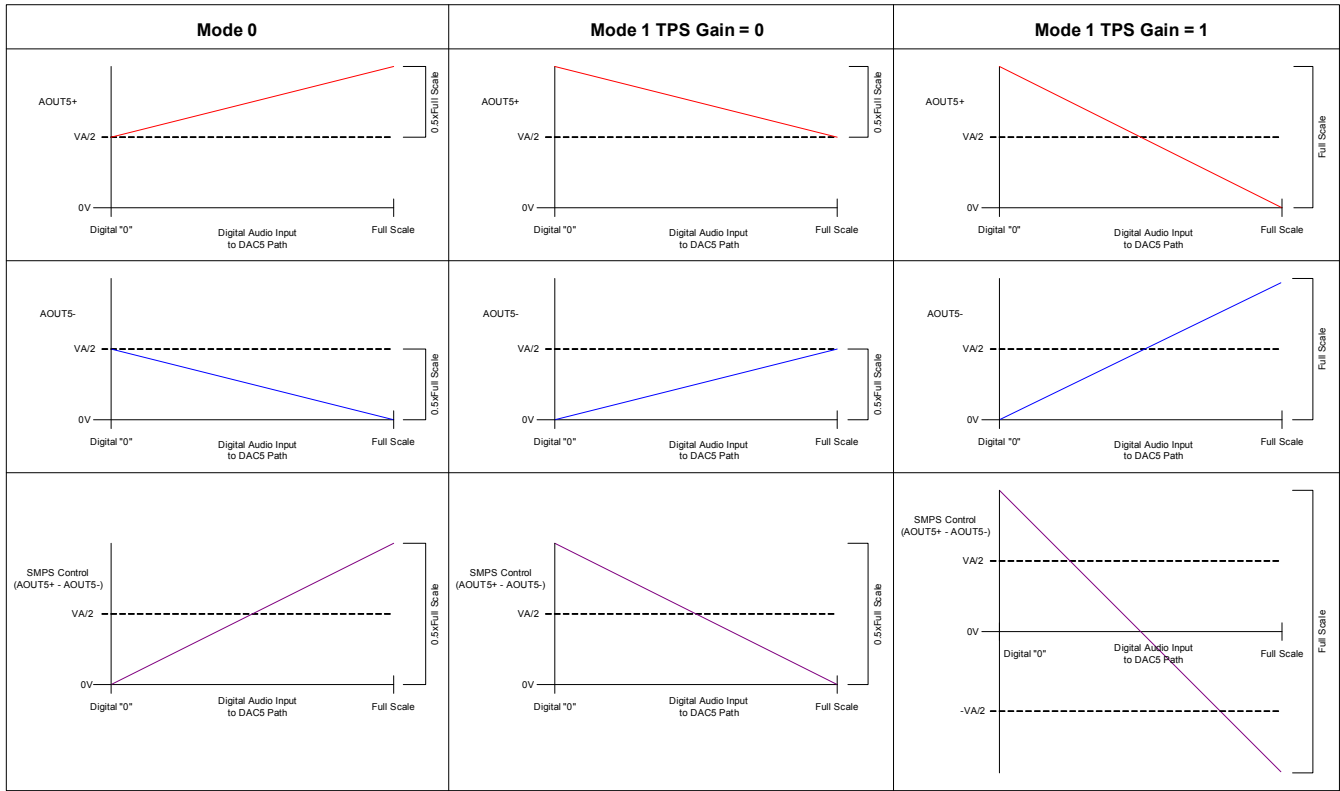 Mode 0
Mode 1 TPS Gain = 0
Mode 1 TPS Gain = 1
AOUT5+
VA/2
0V
Digital "0"
Digital Audio Input
to DAC5 Path
Full Scale
0.5xFull Scale
AOUT5+
VA/2
0V
Digital "0"
Digital Audio Input
to DAC5 Path
Full Scale
0.5xFull Scale
AOUT5+
VA/2
0V
Digital "0"
Digital Audio Input
to DAC5 Path
Full Scale
Full Scale
AOUT5-
VA/2
0V
Digital "0"
Digital Audio Input
to DAC5 Path
Full Scale
0.5xFull Scale
AOUT5-
VA/2
0V
Digital "0"
Digital Audio Input
to DAC5 Path
Full Scale
0.5xFull Scale
AOUT5-
VA/2
0V
Digital "0"
Digital Audio Input
to DAC5 Path
Full Scale
Full Scale
SMPS Control
(AOUT5+ - AOUT5-)
VA/2
0V
Digital "0"
Digital Audio Input
to DAC5 Path
Full Scale
0.5xFull Scale
SMPS Control
(AOUT5+ - AOUT5-)
VA/2
0V
Digital "0"
Digital Audio Input
to DAC5 Path
Full Scale
0.5xFull Scale
SMPS Control
(AOUT5+ - AOUT5-)
VA/2
0V
Digital "0"
Digital Audio Input
to DAC5 Path
Full Scale
-VA/2
Full Scale